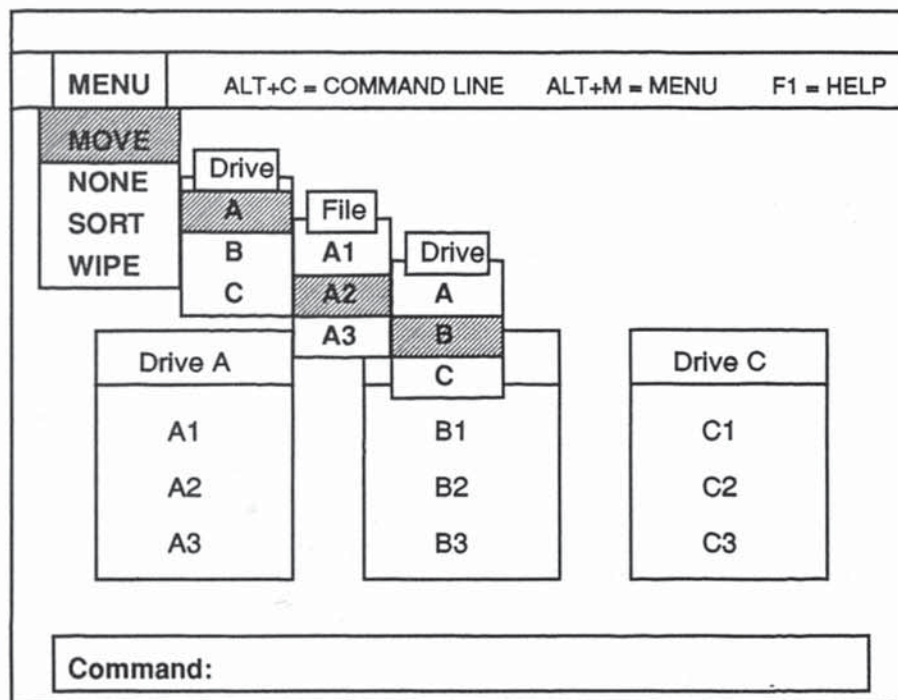 MENU ALT+C = COMMAND LINE ALT+M = MENU F1 = HELP
MOVE
NONE
SORT
WIPE
Drive
A
B
C
File
A1
A2
A3
Drive
A
B
C
Drive A
A1
A2
A3
B1
B2
B3
Drive C
C1
C2
C3
Command: